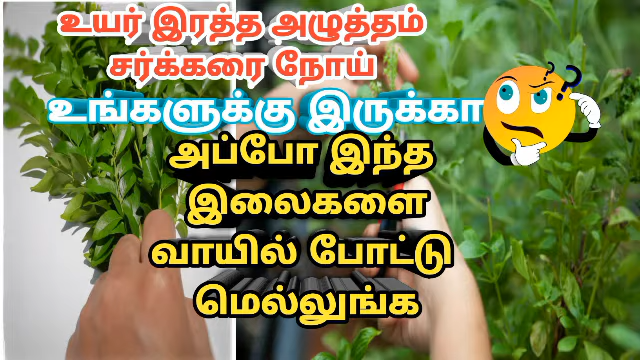 உயர் இரத்த அழுத்தம்
சர்க்கரை நோய்
உங்களுக்கு இருக்கா
அப்போ இந்த
இலைகளை
வாயில் போட்டு
மெல்லுங்க